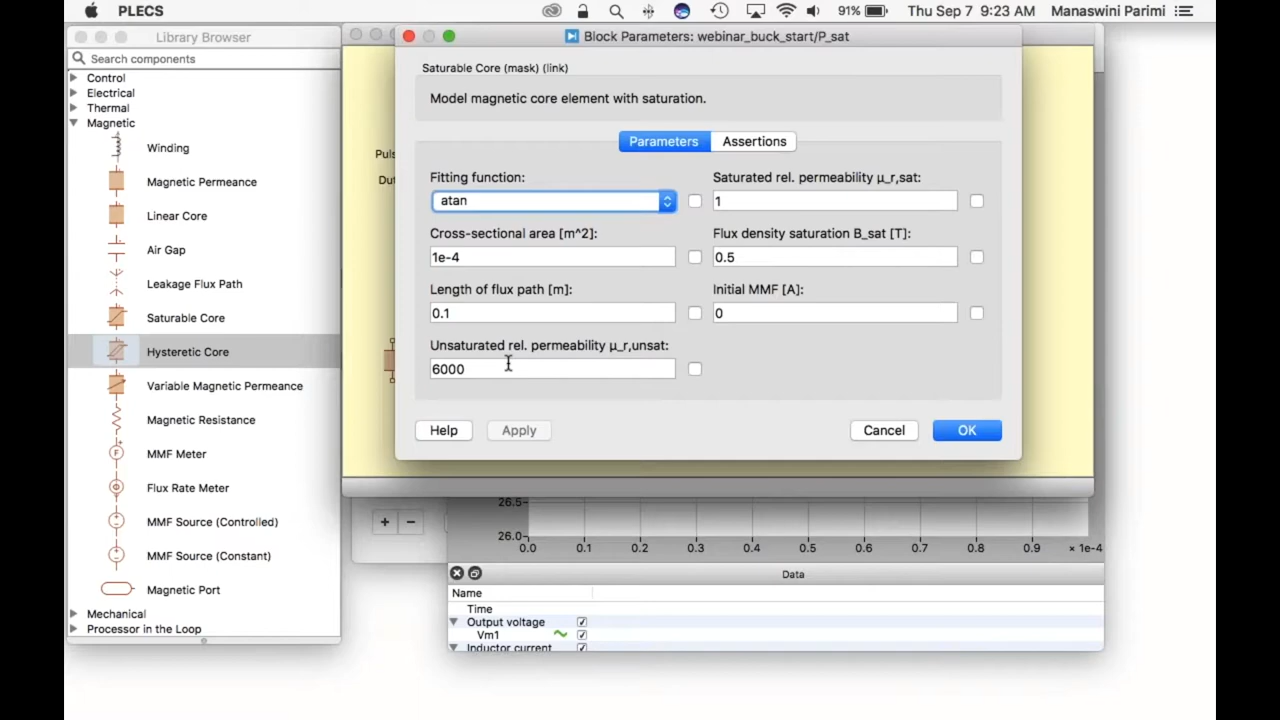 PLECS
91%
Thu Sep 7 9:23 AM
Manaswini Parimi
Library Browser
Search components
Control
Electrical
Thermal
Magnetic
Winding
Magnetic Permeance
Linear Core
Air Gap
Leakage Flux Path
Saturable Core
Hysteretic Core
Variable Magnetic Permeance
Magnetic Resistance
MMF Meter
Flux Rate Meter
MMF Source (Controlled)
MMF Source (Constant)
Magnetic Port
Mechanical
Processor in the Loop
Puls
Dut
Block Parameters: webinar_buck_start/P_sat
Saturable Core (mask) (link)
Model magnetic core element with saturation.
Parameters
Assertions
Fitting function:
atan
Saturated rel. permeability μ_r,sat:
1
Cross-sectional area [m^2]:
1e-4
Flux density saturation B_sat [T]:
0.5
Length of flux path [m]:
0.1
Initial MMF [A]:
0
Unsaturated rel. permeability μ_r,unsat:
6000
Help
Apply
Cancel
OK
26.5
26.0
0.0 0.1 0.2 0.3 0.4 0.5 0.6 0.7 0.8 0.9 × 1e-4
Data
Name
Time
Output voltage
Vm1
Inductor current